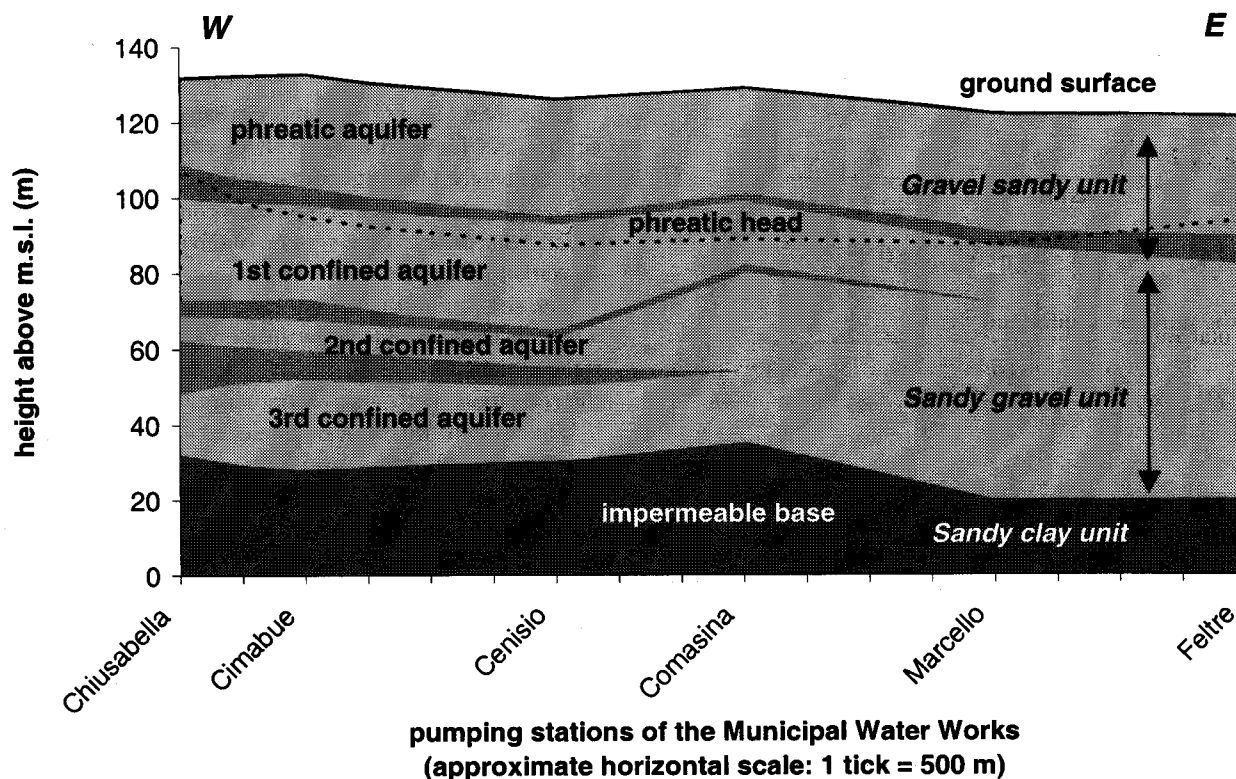 W
E
140
120
100
80
60
40
20
0
height above m.s.l. (m)
ground surface
phreatic aquifer
Gravel sandy unit
phreatic head
1st confined aquifer
2nd confined aquifer
3rd confined aquifer
Sandy gravel unit
impermeable base
Sandy clay unit
Chiusabella
Cimabue
Cenisio
Comasina
Marcello
Feltre
pumping stations of the Municipal Water Works
(approximate horizontal scale: 1 tick = 500 m)